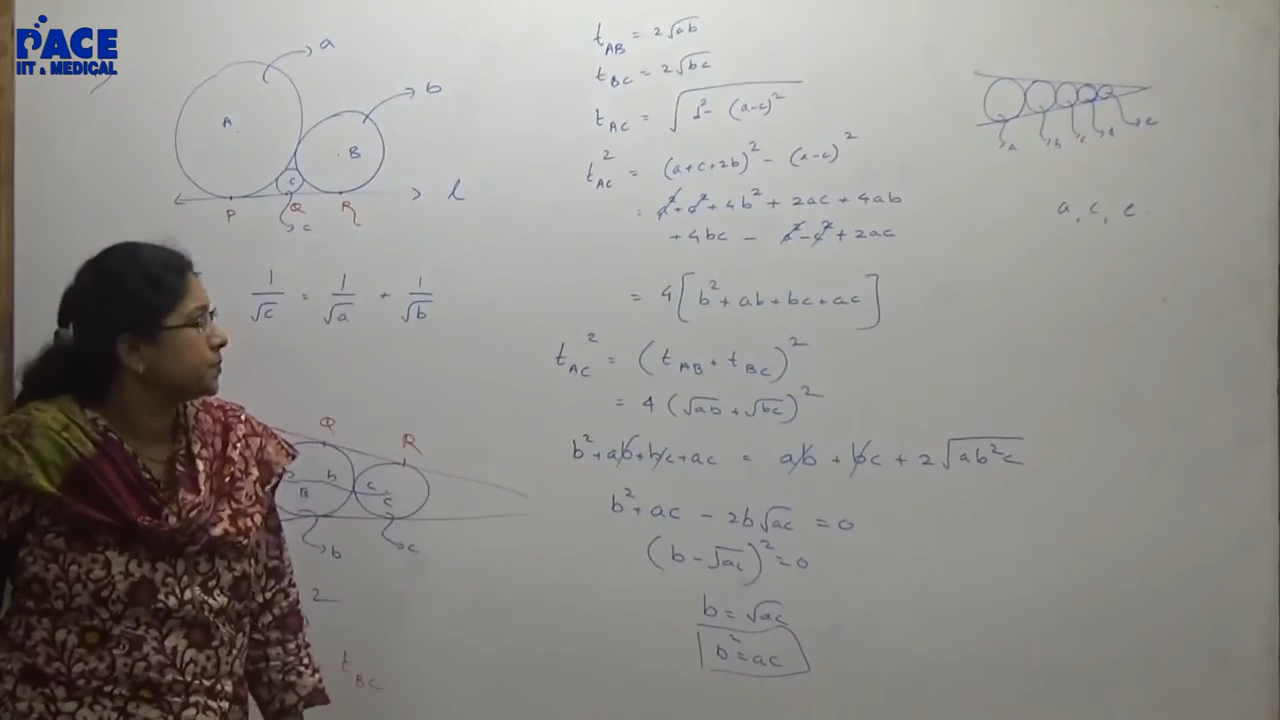 PACE
IIT & MEDICAL
a
b
A
B
C
l
P Q R
c
1/√c = 1/√a + 1/√b
Q R
b c
B C
b c
2
t_BC
t_AB = 2√ab
t_BC = 2√bc
t_AC = √(s² - (a-c)²)
t_AC² = (a+c+2b)² - (a-c)²
= a²+c²+4b²+2ac+4ab
+4bc - a²-c²+2ac
= 4[b²+ab+bc+ac]
t_AC² = (t_AB + t_BC)²
= 4(√ab+√bc)²
b²+ab+bc+ac = ab+bc+2√ab²c
b²+ac - 2b√ac = 0
(b-√ac)² = 0
b = √ac
b² = ac
a b c d e
a, c, e